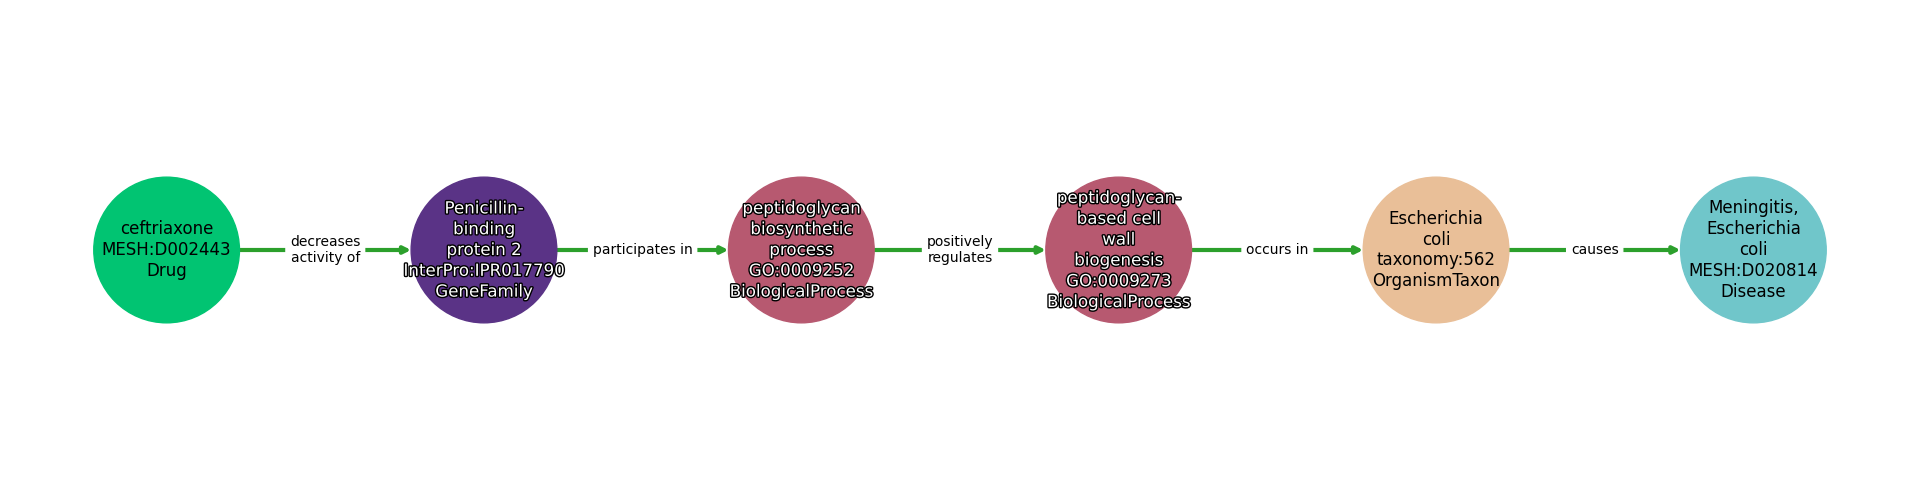 ceftriaxone
MESH:D002443
Drug
decreases
activity of
Penicillin-
binding
protein 2
InterPro:IPR017790
GeneFamily
participates in
peptidoglycan
biosynthetic
process
GO:0009252
BiologicalProcess
positively
regulates
peptidoglycan-
based cell
wall
biogenesis
GO:0009273
BiologicalProcess
occurs in
Escherichia
coli
taxonomy:562
OrganismTaxon
causes
Meningitis,
Escherichia
coli
MESH:D020814
Disease